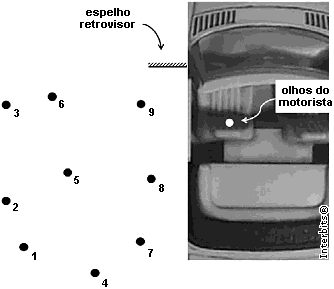 espelho
retrovisor
olhos do
motorista
3
6
9
5
8
2
1
7
4
Interbits®